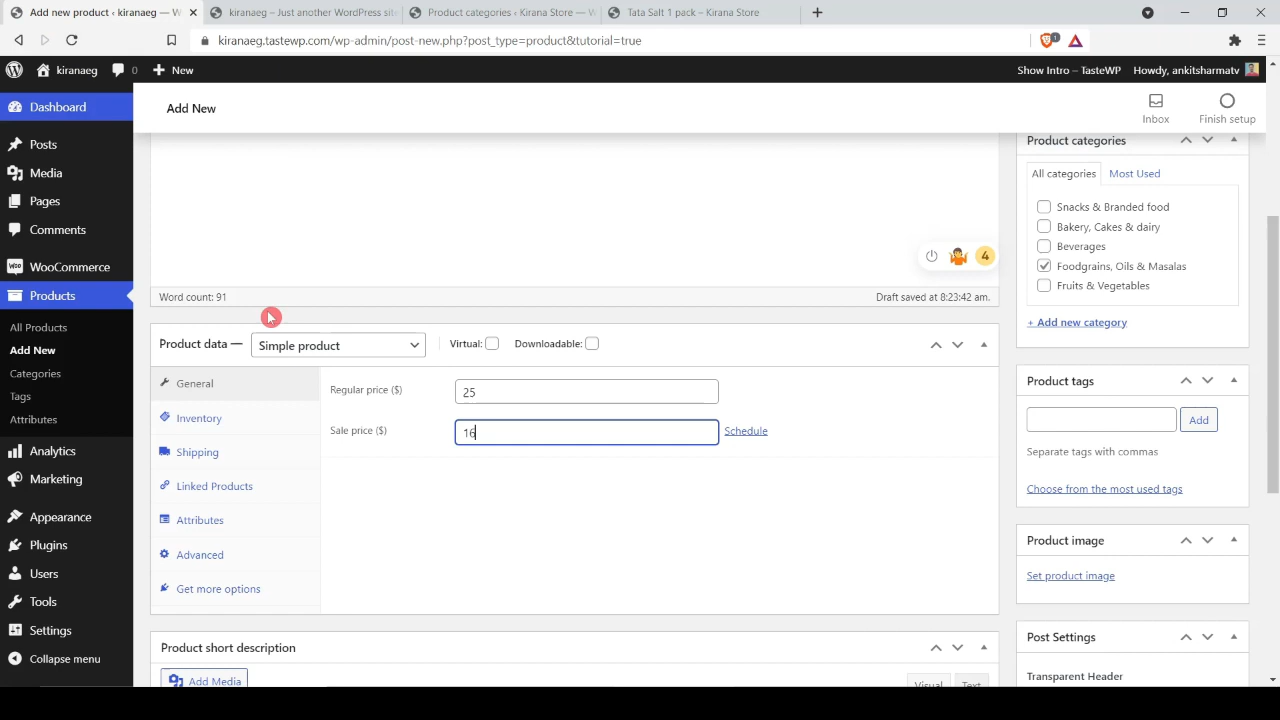 Add new product ‹ kiranaeg — W
kiranaeg – Just another WordPress sit
Product categories ‹ Kirana Store — W
Tata Salt 1 pack – Kirana Store
kiranaeg.tastewp.com/wp-admin/post-new.php?post_type=product&tutorial=true
1
kiranaeg
0
New
Show Intro – TasteWP
Howdy, ankitsharmatv
Dashboard
Add New
Inbox
Finish setup
Posts
Media
Pages
Comments
WooCommerce
Products
All Products
Add New
Categories
Tags
Attributes
Analytics
Marketing
Appearance
Plugins
Users
Tools
Settings
Collapse menu
4
Word count: 91
Draft saved at 8:23:42 am.
Product data —
Simple product
Virtual:
Downloadable:
General
Inventory
Shipping
Linked Products
Attributes
Advanced
Get more options
Regular price ($)
25
Sale price ($)
16
Schedule
Product short description
Add Media
Visual
Text
Product categories
All categories
Most Used
Snacks & Branded food
Bakery, Cakes & dairy
Beverages
Foodgrains, Oils & Masalas
Fruits & Vegetables
+ Add new category
Product tags
Add
Separate tags with commas
Choose from the most used tags
Product image
Set product image
Post Settings
Transparent Header